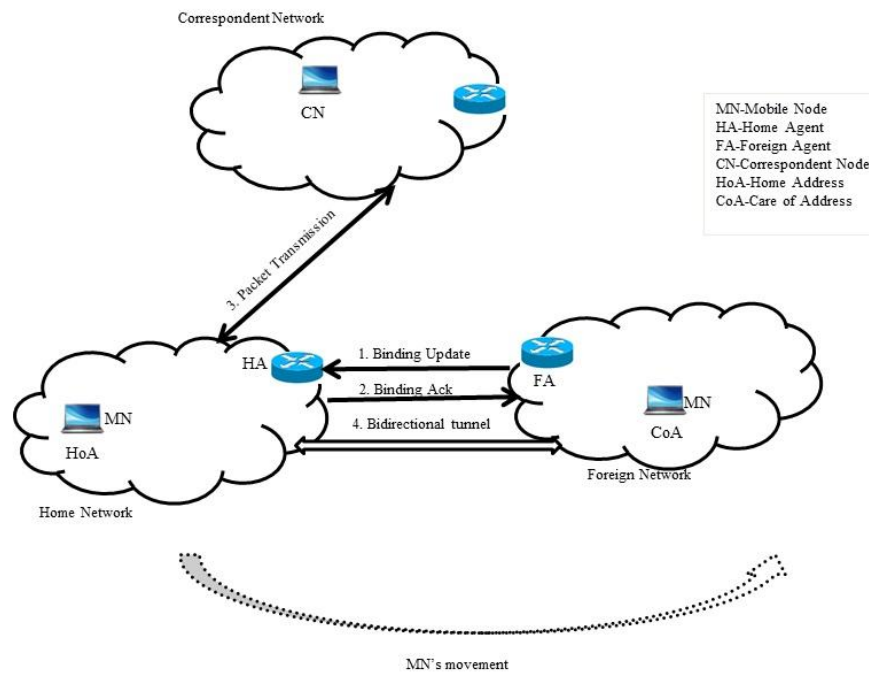 Correspondent Network
CN
MN-Mobile Node
HA-Home Agent
FA-Foreign Agent
CN-Correspondent Node
HoA-Home Address
CoA-Care of Address
3. Packet Transmission
HA
1. Binding Update
FA
2. Binding Ack
MN
HoA
4. Bidirectional tunnel
MN
CoA
Home Network
Foreign Network
MN's movement